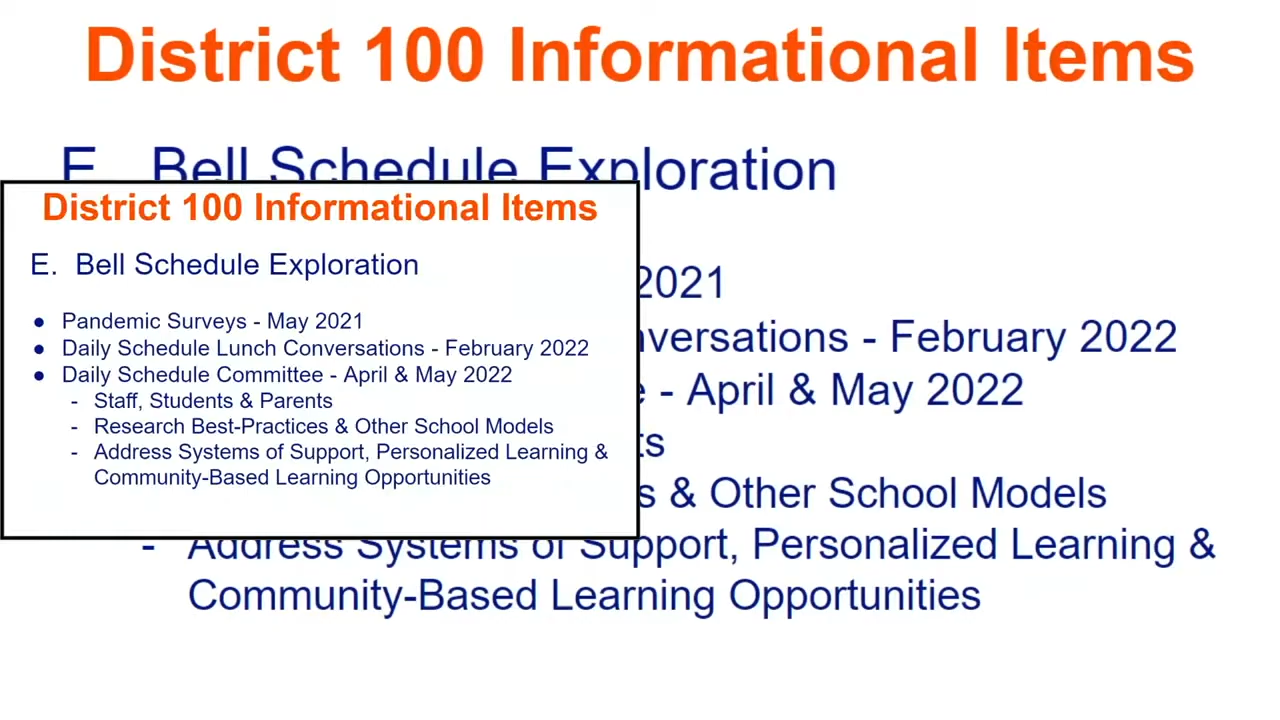 District 100 Informational Items
E. Bell Schedule Exploration
District 100 Informational Items
E. Bell Schedule Exploration
● Pandemic Surveys - May 2021
● Daily Schedule Lunch Conversations - February 2022
● Daily Schedule Committee - April & May 2022
- Staff, Students & Parents
- Research Best-Practices & Other School Models
- Address Systems of Support, Personalized Learning &
Community-Based Learning Opportunities
2021
nversations - February 2022
e - April & May 2022
ts
s & Other School Models
- Address Systems of Support, Personalized Learning &
Community-Based Learning Opportunities